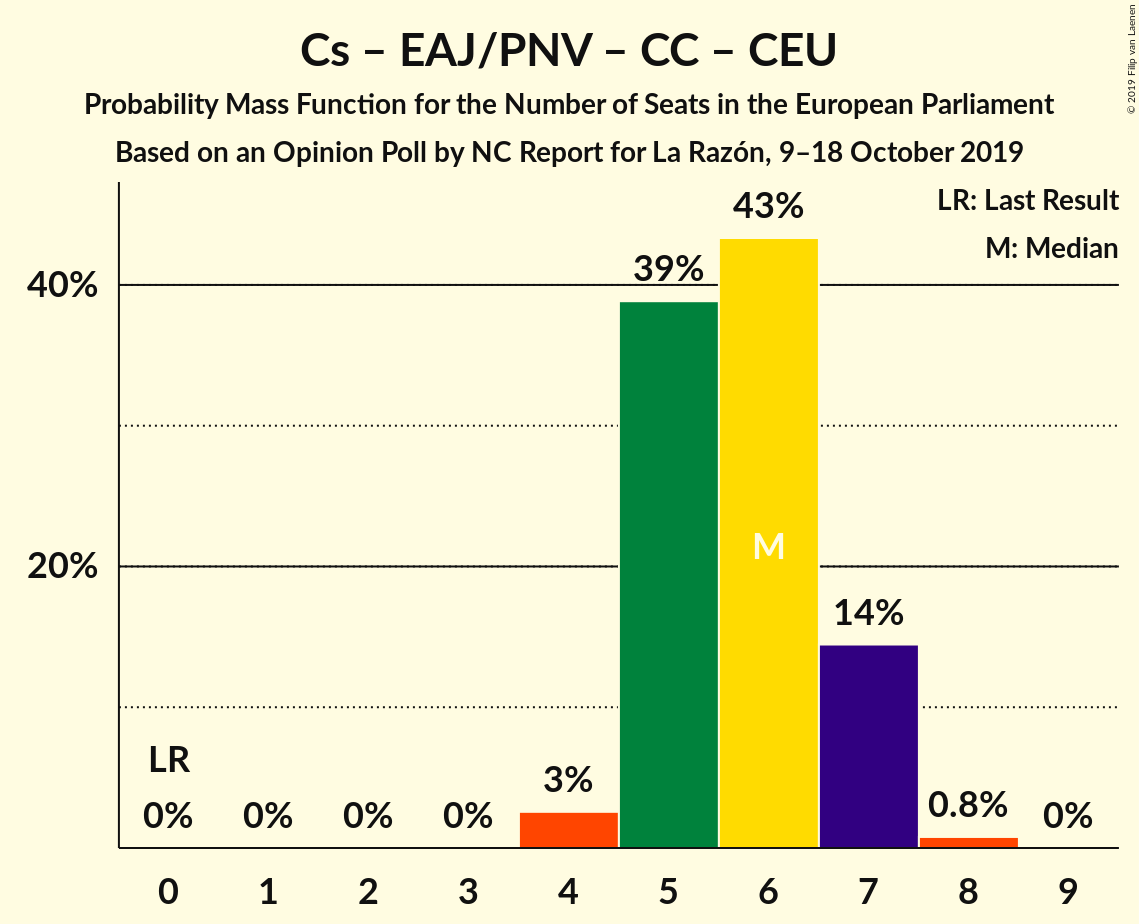 Cs – EAJ/PNV – CC – CEU
Probability Mass Function for the Number of Seats in the European Parliament
Based on an Opinion Poll by NC Report for La Razón, 9–18 October 2019
© 2019 Filip van Laenen
LR: Last Result
M: Median
43%
39%
40%
M
20%
14%
LR
0%
0%
0%
0%
3%
0.8%
0%
0
1
2
3
4
5
6
7
8
9